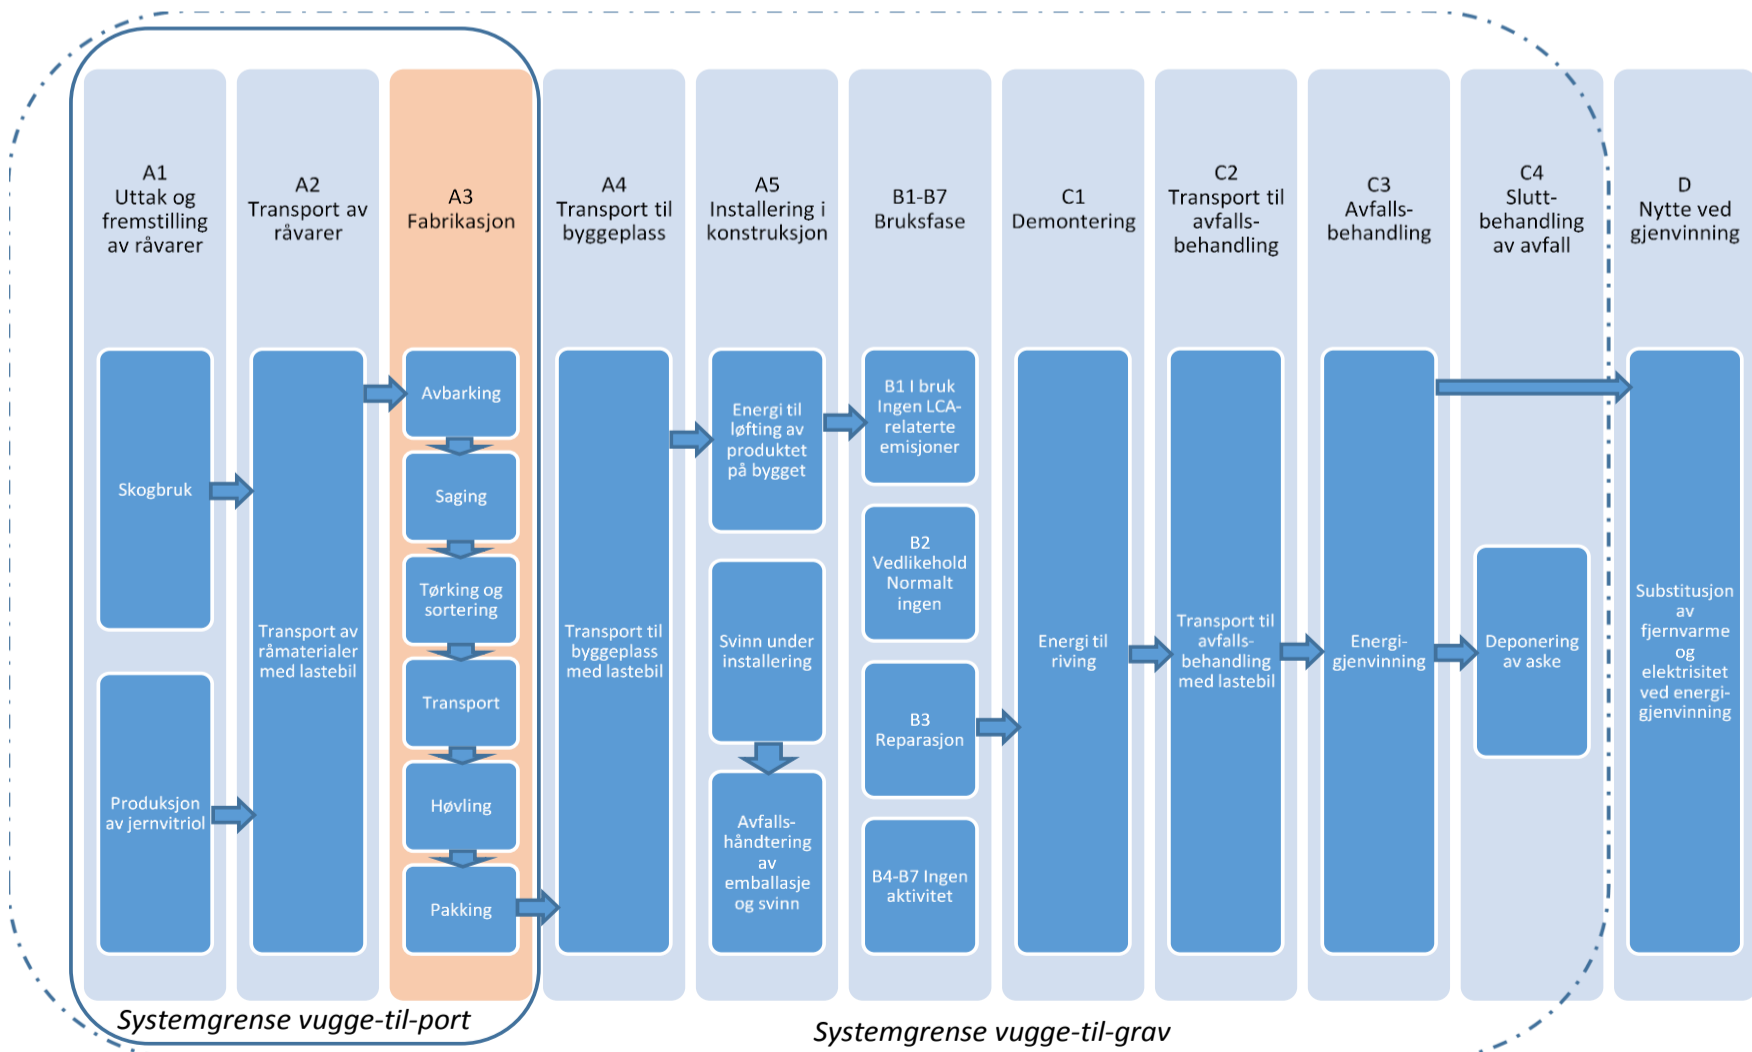 A1
Uttak og
fremstilling
av råvarer
A2
Transport av
råvarer
A3
Fabrikasjon
A4
Transport til
byggeplass
A5
Installering i
konstruksjon
B1-B7
Bruksfase
C1
Demontering
C2
Transport til
avfalls-
behandling
C3
Avfalls-
behandling
C4
Slutt-
behandling
av avfall
D
Nytte ved
gjenvinning
Skogbruk
Produksjon
av jernvitriol
Transport av
råmaterialer
med lastebil
Avbarking
Saging
Tørking og
sortering
Transport
Høvling
Pakking
Transport til
byggeplass
med lastebil
Energi til
løfting av
produktet
på bygget
Svinn under
installering
Avfalls-
håndtering
av
emballasje
og svinn
B1 I bruk
Ingen LCA-
relaterte
emisjoner
B2
Vedlikehold
Normalt
ingen
B3
Reparasjon
B4-B7 Ingen
aktivitet
Energi til
riving
Transport til
avfalls-
behandling
med lastebil
Energi-
gjenvinning
Deponering
av aske
Substitusjon
av
fjernvarme
og
elektrisitet
ved energi-
gjenvinning
Systemgrense vugge-til-port
Systemgrense vugge-til-grav